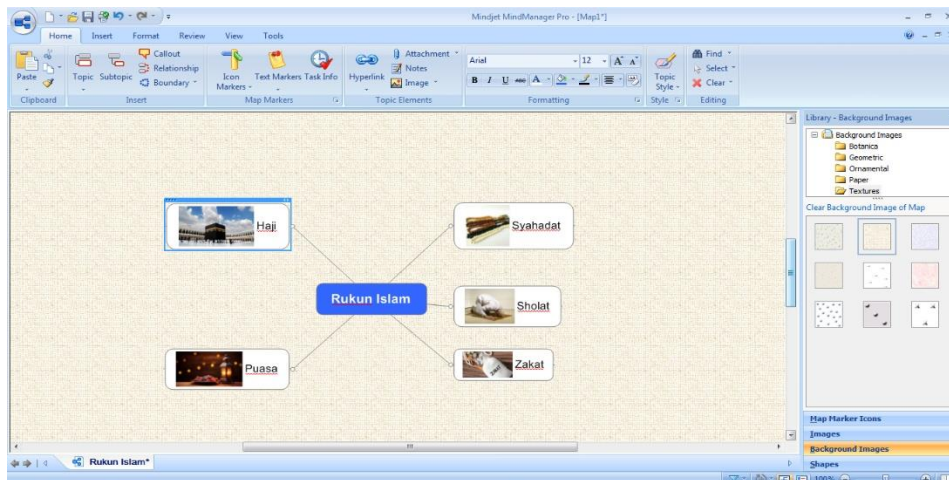 Mindjet MindManager Pro - [Map1*]
Home Insert Format Review View Tools
Paste
Clipboard
Topic Subtopic
Callout
Relationship
Boundary
Insert
Icon Markers
Text Markers
Task Info
Map Markers
Hyperlink
Attachment
Notes
Image
Topic Elements
Arial 12
B I U abc A
Formatting
Topic Style
Style
Find
Select
Clear
Editing
Library - Background Images
Background Images
Botanica
Geometric
Ornamental
Paper
Textures
Clear Background Image of Map
Haji
Syahadat
Rukun Islam
Sholat
Puasa
Zakat
Map Marker Icons
Images
Background Images
Shapes
Rukun Islam*
100%